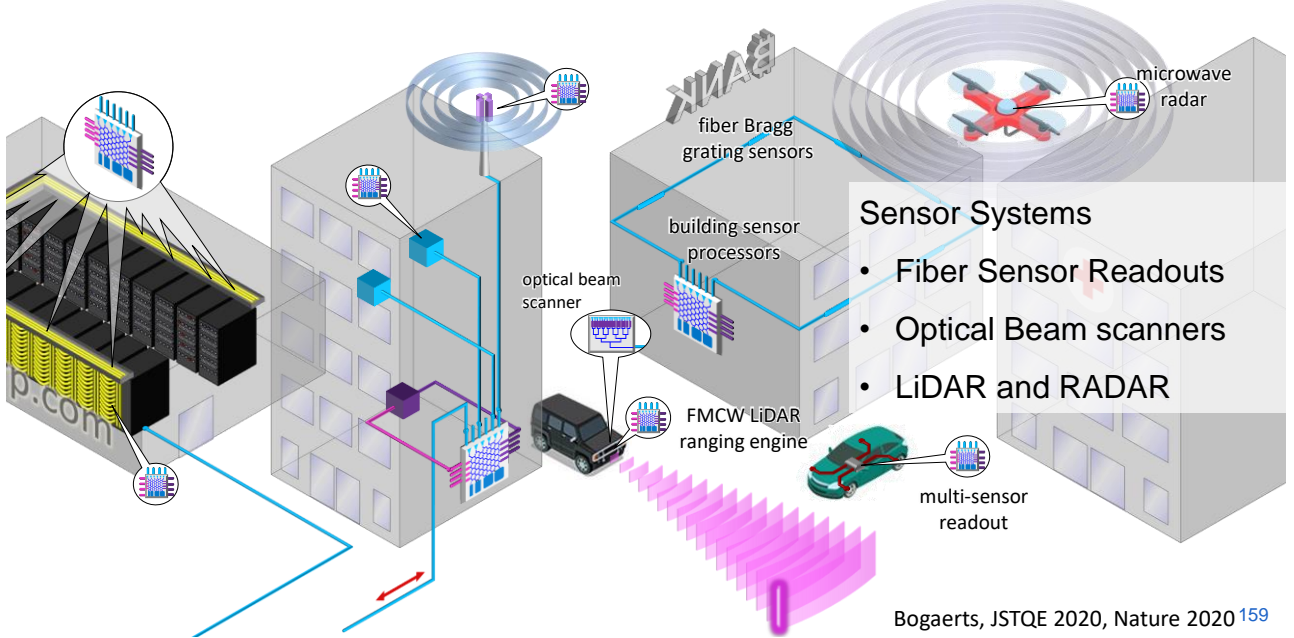 BANK
microwave
radar
fiber Bragg
grating sensors
Sensor Systems
building sensor
processors
• Fiber Sensor Readouts
optical beam
scanner
• Optical Beam scanners
• LiDAR and RADAR
p.com
FMCW LiDAR
ranging engine
multi-sensor
readout
Bogaerts, JSTQE 2020, Nature 2020 159